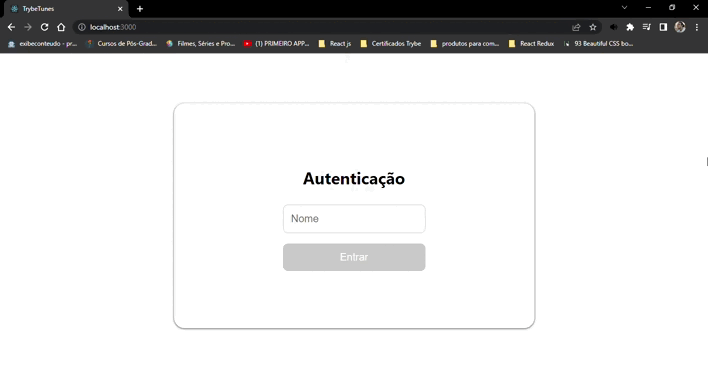 TrybeTunes
localhost:3000
exibeconteudo - pr... Cursos de Pós-Grad... Filmes, Séries e Pro... (1) PRIMEIRO APP... React js Certificados Trybe produtos para com... React Redux 93 Beautiful CSS bo...
Autenticação
Nome
Entrar